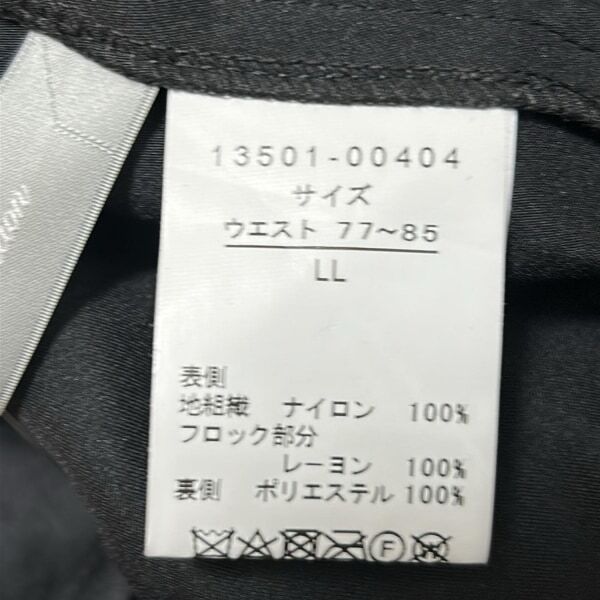 13501-00404
サイズ
ウエスト 77～85
LL
表側
地組織 ナイロン 100%
フロック部分
レーヨン 100%
裏側 ポリエステル 100%
F